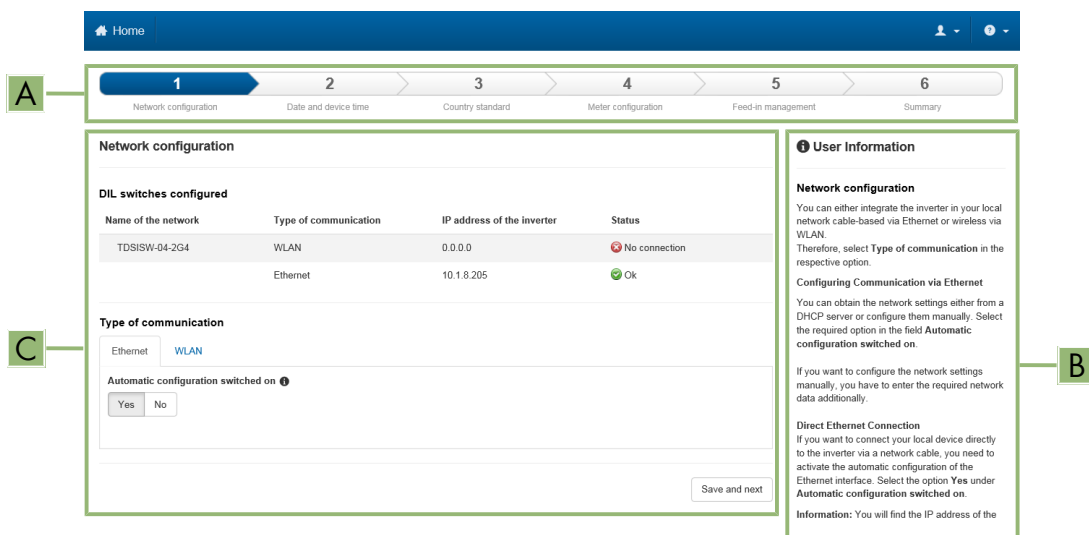 Home
A
1 2 3 4 5 6
Network configuration Date and device time Country standard Meter configuration Feed-in management Summary
C
Network configuration
DIL switches configured
Name of the network Type of communication IP address of the inverter Status
TDSISW-04-2G4 WLAN 0.0.0.0 No connection
Ethernet 10.1.8.205 Ok
Type of communication
Ethernet WLAN
Automatic configuration switched on
Yes No
Save and next
B
User Information
Network configuration
You can either integrate the inverter in your local
network cable-based via Ethernet or wireless via
WLAN.
Therefore, select Type of communication in the
respective option.
Configuring Communication via Ethernet
You can obtain the network settings either from a
DHCP server or configure them manually. Select
the required option in the field Automatic
configuration switched on.
If you want to configure the network settings
manually, you have to enter the required network
data additionally.
Direct Ethernet Connection
If you want to connect your local device directly
to the inverter via a network cable, you need to
activate the automatic configuration of the
Ethernet interface. Select the option Yes under
Automatic configuration switched on.
Information: You will find the IP address of the